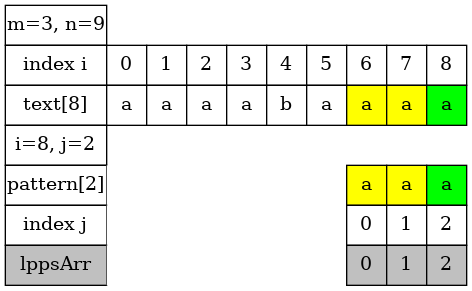 m=3, n=9
index i 0 1 2 3 4 5 6 7 8
text[8] a a a a b a a a a
i=8, j=2
pattern[2] a a a
index j 0 1 2
lppsArr 0 1 2